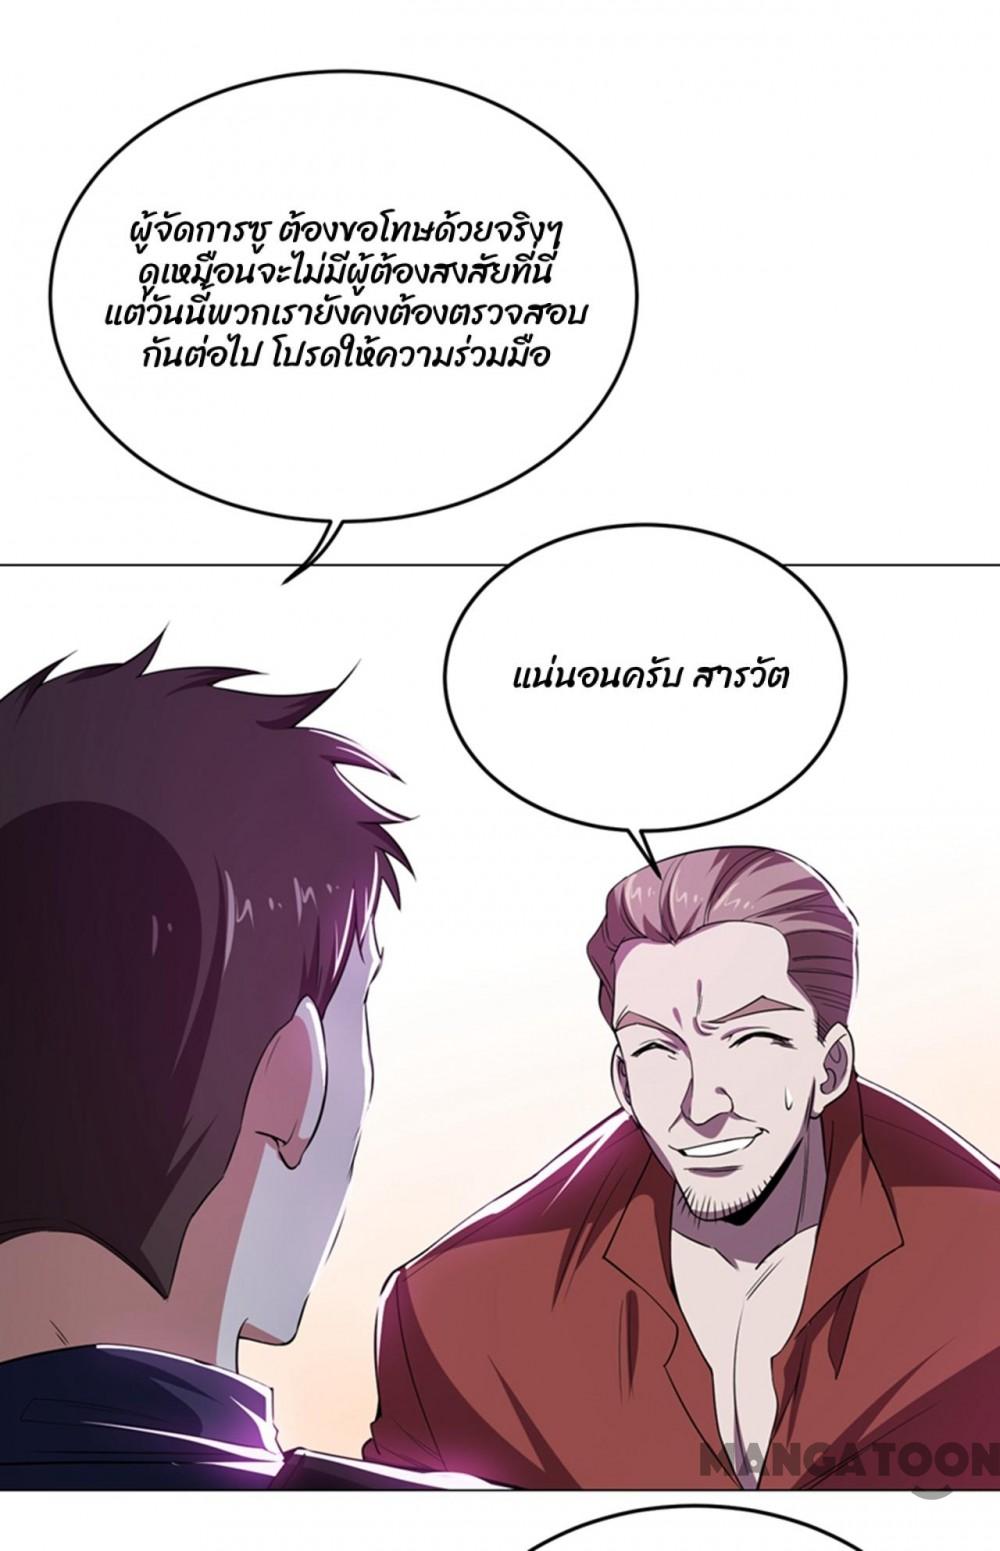 ผู้จัดการซู ต้องขอโทษด้วยจริงๆ
ดูเหมือนจะไม่มีผู้ต้องสงสัยที่นี่
แต่วันนี้พวกเรายังคงต้องตรวจสอบ
กันต่อไป โปรดให้ความร่วมมือ
แน่นอนครับ สารวัต
MANGATOON